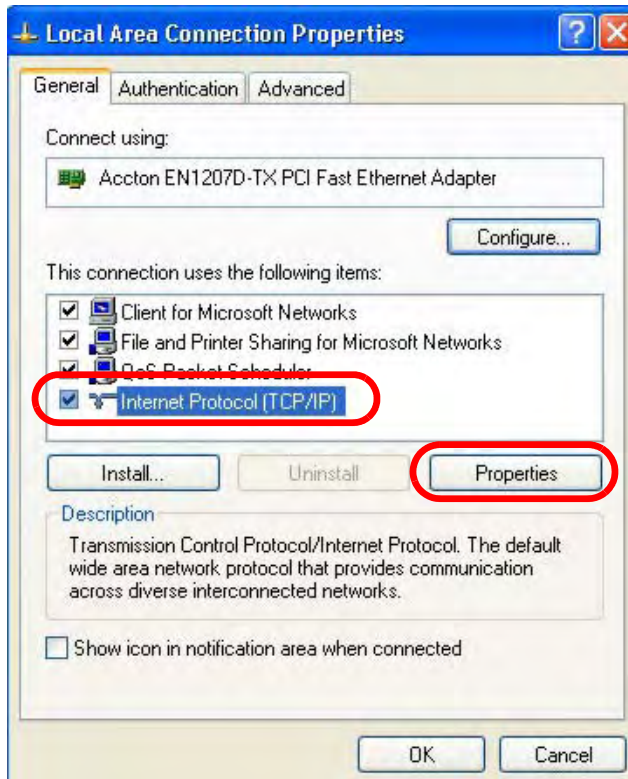 Local Area Connection Properties
General Authentication Advanced
Connect using:
Accton EN1207D-TX PCI Fast Ethernet Adapter
Configure...
This connection uses the following items:
Client for Microsoft Networks
File and Printer Sharing for Microsoft Networks
QoS Packet Scheduler
Internet Protocol (TCP/IP)
Install... Uninstall Properties
Description
Transmission Control Protocol/Internet Protocol. The default
wide area network protocol that provides communication
across diverse interconnected networks.
Show icon in notification area when connected
OK Cancel